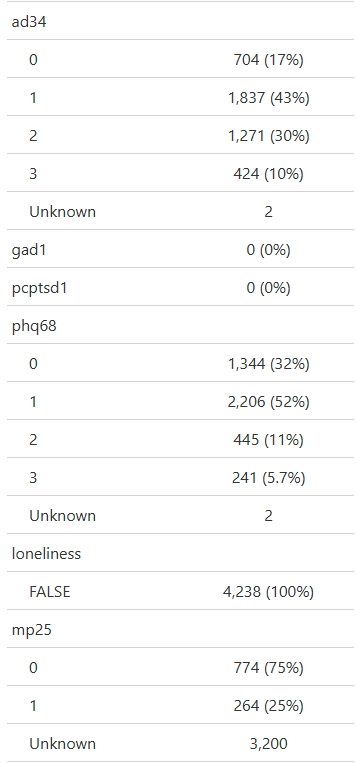 ad34
0 704 (17%)
1 1,837 (43%)
2 1,271 (30%)
3 424 (10%)
Unknown 2
gad1 0 (0%)
pcptsd1 0 (0%)
phq68
0 1,344 (32%)
1 2,206 (52%)
2 445 (11%)
3 241 (5.7%)
Unknown 2
loneliness
FALSE 4,238 (100%)
mp25
0 774 (75%)
1 264 (25%)
Unknown 3,200